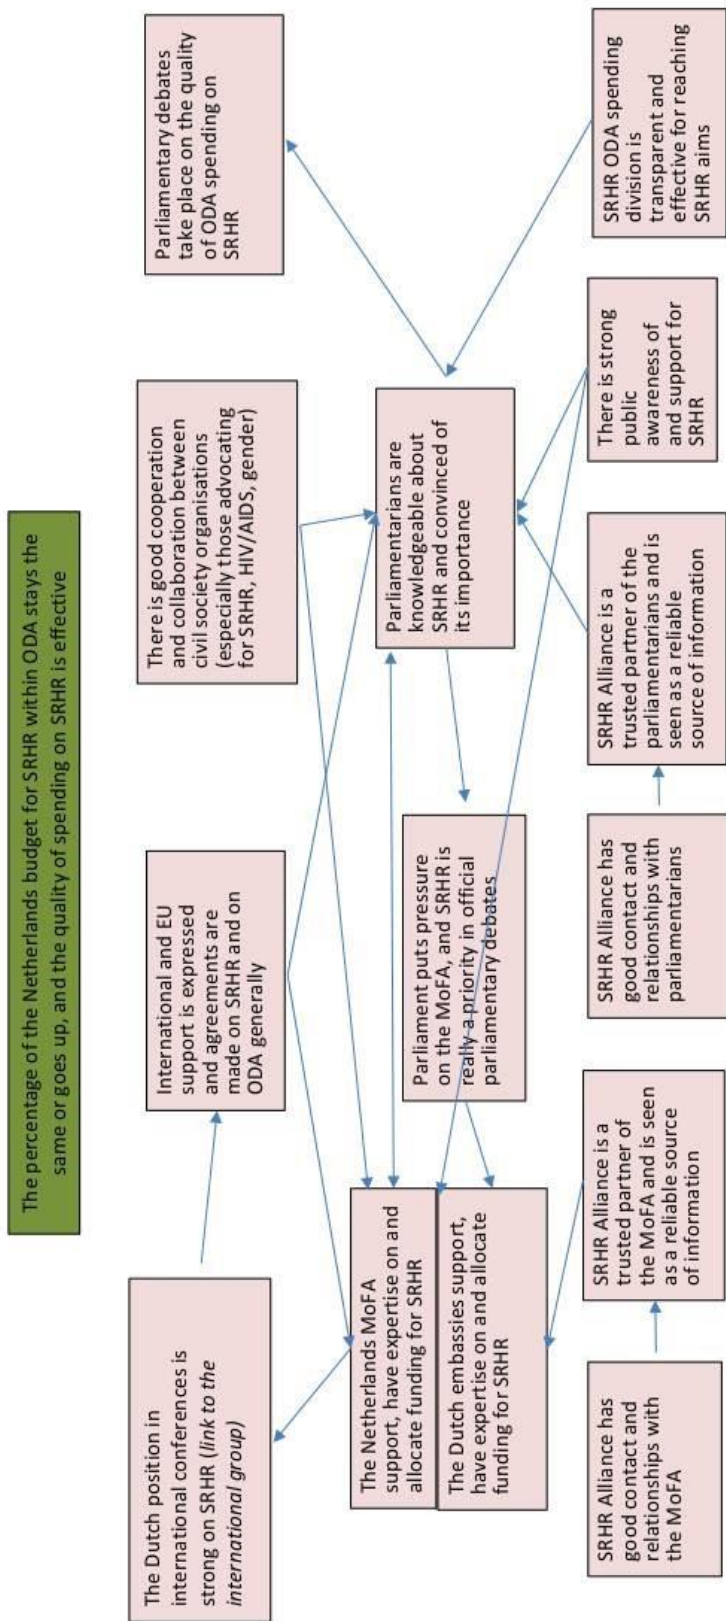 The percentage of the Netherlands budget for SRHR within ODA stays the
same or goes up, and the quality of spending on SRHR is effective
The Dutch position in
international conferences is
strong on SRHR (link to the
international group)
International and EU
support is expressed
and agreements are
made on SRHR and on
ODA generally
There is good cooperation
and collaboration between
civil society organisations
(especially those advocating
for SRHR, HIV/AIDS, gender)
Parliamentary debates
take place on the quality
of ODA spending on
SRHR
The Netherlands MoFA
support, have expertise on and
allocate funding for SRHR
The Dutch embassies support,
have expertise on and allocate
funding for SRHR
Parliament puts pressure
on the MoFA, and SRHR is
really a priority in official
parliamentary debates
Parliamentarians are
knowledgeable about
SRHR and convinced of
its importance
SRHR Alliance has
good contact and
relationships with
the MoFA
SRHR Alliance is a
trusted partner of
the MoFA and is seen
as a reliable source
of information
SRHR Alliance has
good contact and
relationships with
parliamentarians
SRHR Alliance is a
trusted partner of the
parliamentarians and is
seen as a reliable
source of information
There is strong
public
awareness of
and support for
SRHR
SRHR ODA spending
division is
transparent and
effective for reaching
SRHR aims